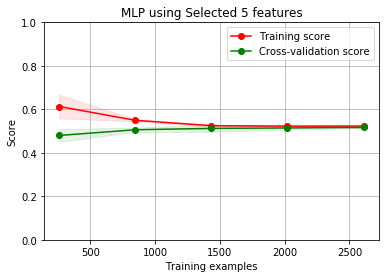 MLP using Selected 5 features
Training score
Cross-validation score
Score
1.0
0.8
0.6
0.4
0.2
0.0
500
1000
1500
2000
2500
Training examples